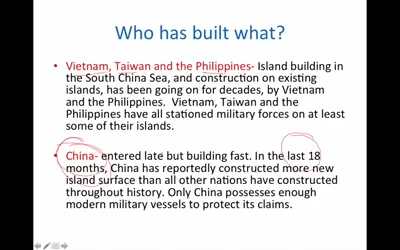 Who has built what?
• Vietnam, Taiwan and the Philippines- Island building in
the South China Sea, and construction on existing
islands, has been going on for decades, by Vietnam
and the Philippines. Vietnam, Taiwan and the
Philippines have all stationed military forces on at least
some of their islands.
• China- entered late but building fast. In the last 18
months, China has reportedly constructed more new
island surface than all other nations have constructed
throughout history. Only China possesses enough
modern military vessels to protect its claims.